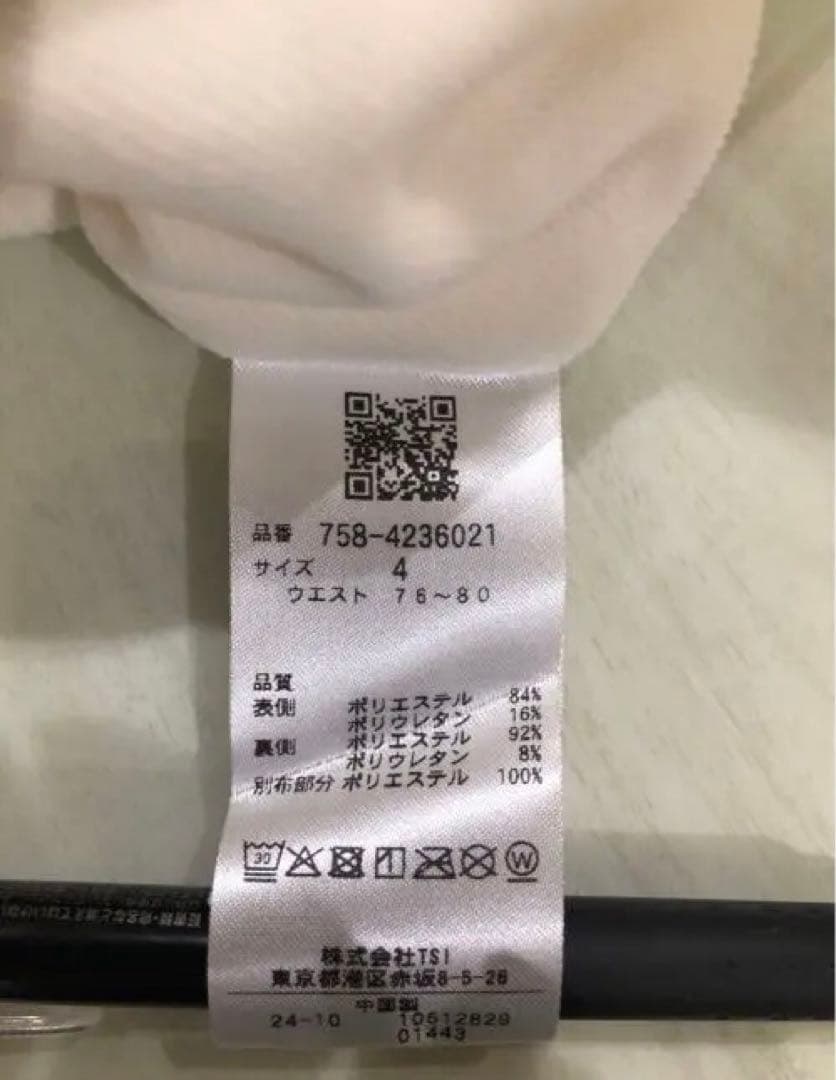 品番 758-4236021
サイズ 4
ウエスト 76～80
品質
表側 ポリエステル 84%
ポリウレタン 16%
裏側 ポリエステル 92%
ポリウレタン 8%
別布部分 ポリエステル 100%
30 1 W
株式会社TSI
東京都港区赤坂8-5-28
中国製
24-10 10512829
01443